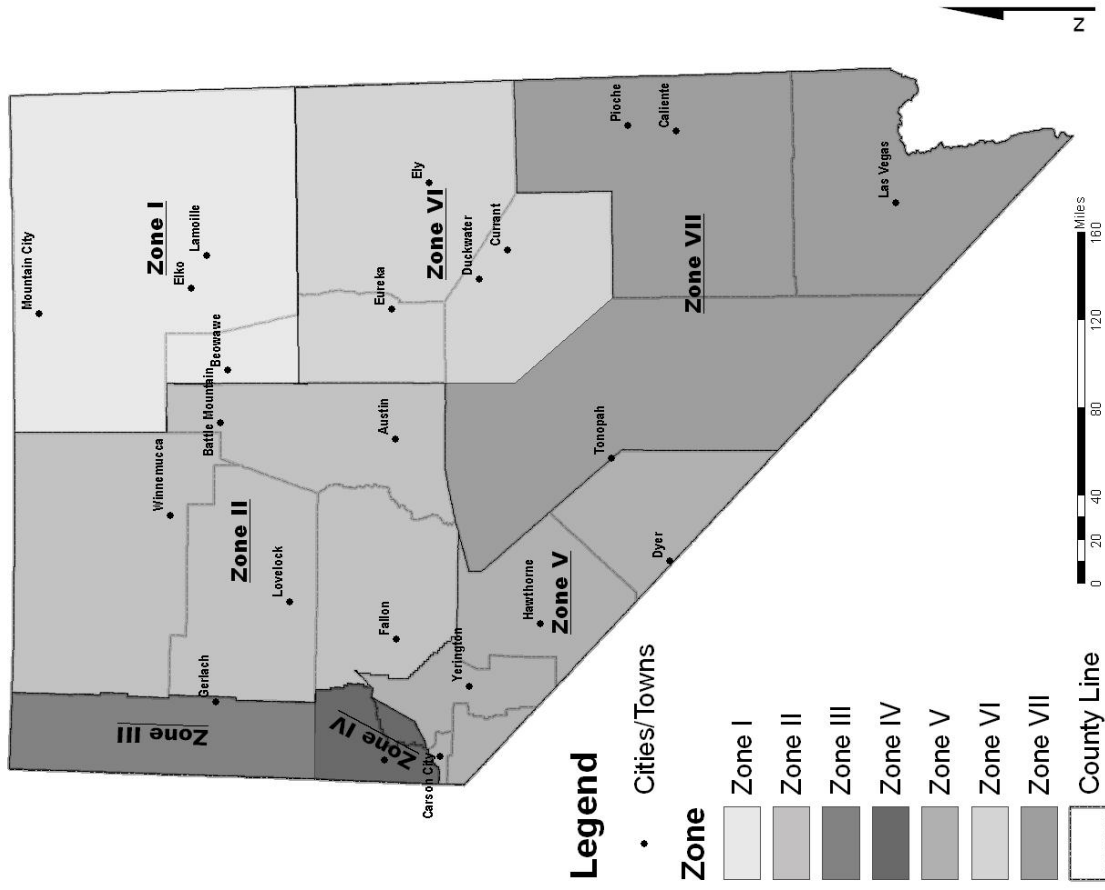 Mountain City
Zone I
Elko
Lamoille
Beowawe
Battle Mountain
Winnemucca
Zone II
Lovelock
Gerlach
Zone III
Zone IV
Carson City
Fallon
Austin
Eureka
Zone VI
Ely
Duckwater
Currant
Yerington
Hawthorne
Zone V
Dyer
Tonopah
Zone VII
Pioche
Caliente
Las Vegas
0 20 40 80 120 160
Miles
N
Legend
Cities/Towns
Zone
Zone I
Zone II
Zone III
Zone IV
Zone V
Zone VI
Zone VII
County Line